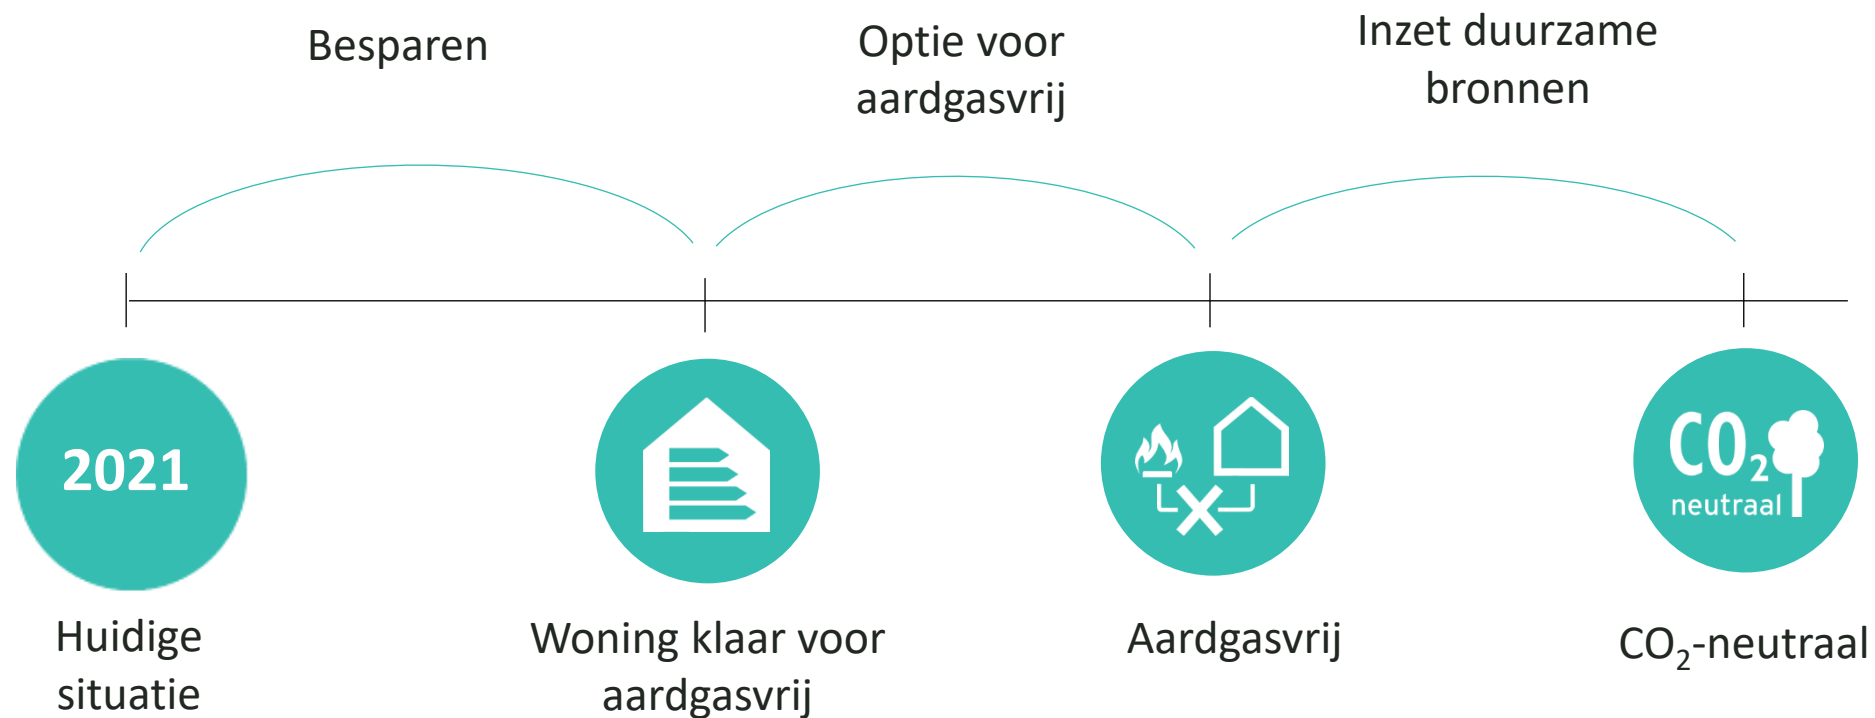 Besparen
Optie voor
aardgasvrij
Inzet duurzame
bronnen
2021
CO₂
neutraal
Huidige
situatie
Woning klaar voor
aardgasvrij
Aardgasvrij
CO₂-neutraal